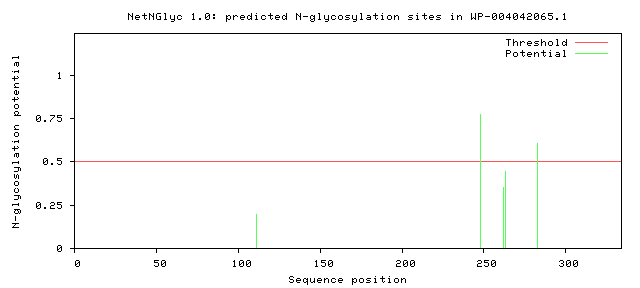 NetNGlyc 1.0: predicted N-glycosylation sites in WP-004042065.1
Threshold
Potential
N-glycosylation potential
1
0.75
0.5
0.25
0
0 50 100 150 200 250 300
Sequence position